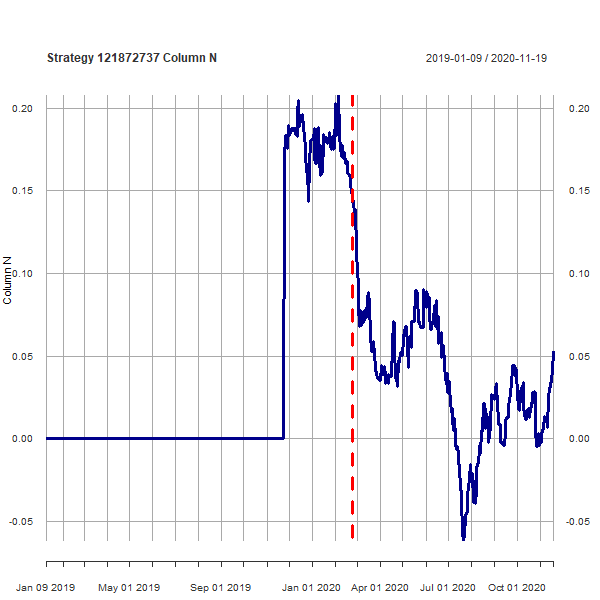 Strategy 121872737 Column N
2019-01-09 / 2020-11-19
0.20
0.20
0.15
0.15
0.10
0.10
Column N
0.05
0.05
0.00
0.00
-0.05
-0.05
Jan 09 2019
May 01 2019
Sep 01 2019
Jan 01 2020
Apr 01 2020
Jul 01 2020
Oct 01 2020